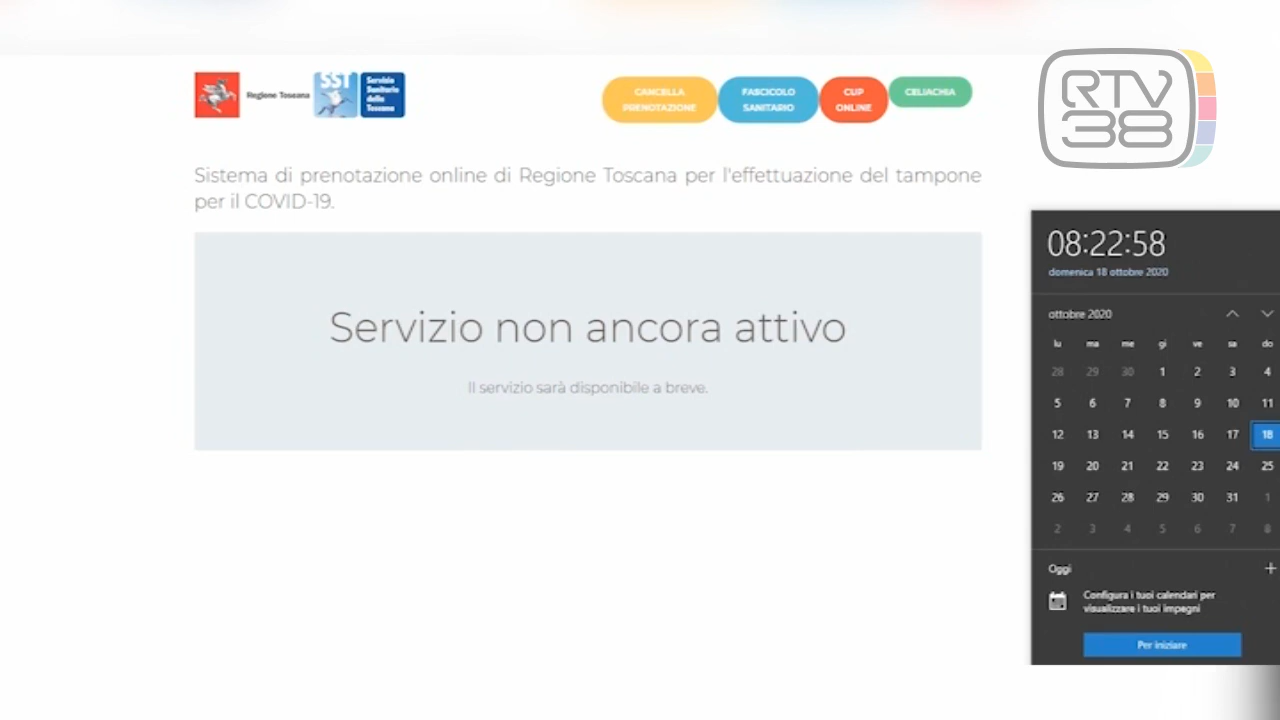 Regione Toscana
SST
Servizio
Sanitario
della
Toscana
CANCELLA
PRENOTAZIONE
FASCICOLO
SANITARIO
CUP
ONLINE
CELIACHIA
RTV
38
Sistema di prenotazione online di Regione Toscana per l'effettuazione del tampone
per il COVID-19.
Servizio non ancora attivo
Il servizio sarà disponibile a breve.
08:22:58
domenica 18 ottobre 2020
ottobre 2020
lu ma me gi ve sa do
28 29 30 1 2 3 4
5 6 7 8 9 10 11
12 13 14 15 16 17 18
19 20 21 22 23 24 25
26 27 28 29 30 31 1
2 3 4 5 6 7 8
Oggi
Configura i tuoi calendari per
visualizzare i tuoi impegni
Per iniziare